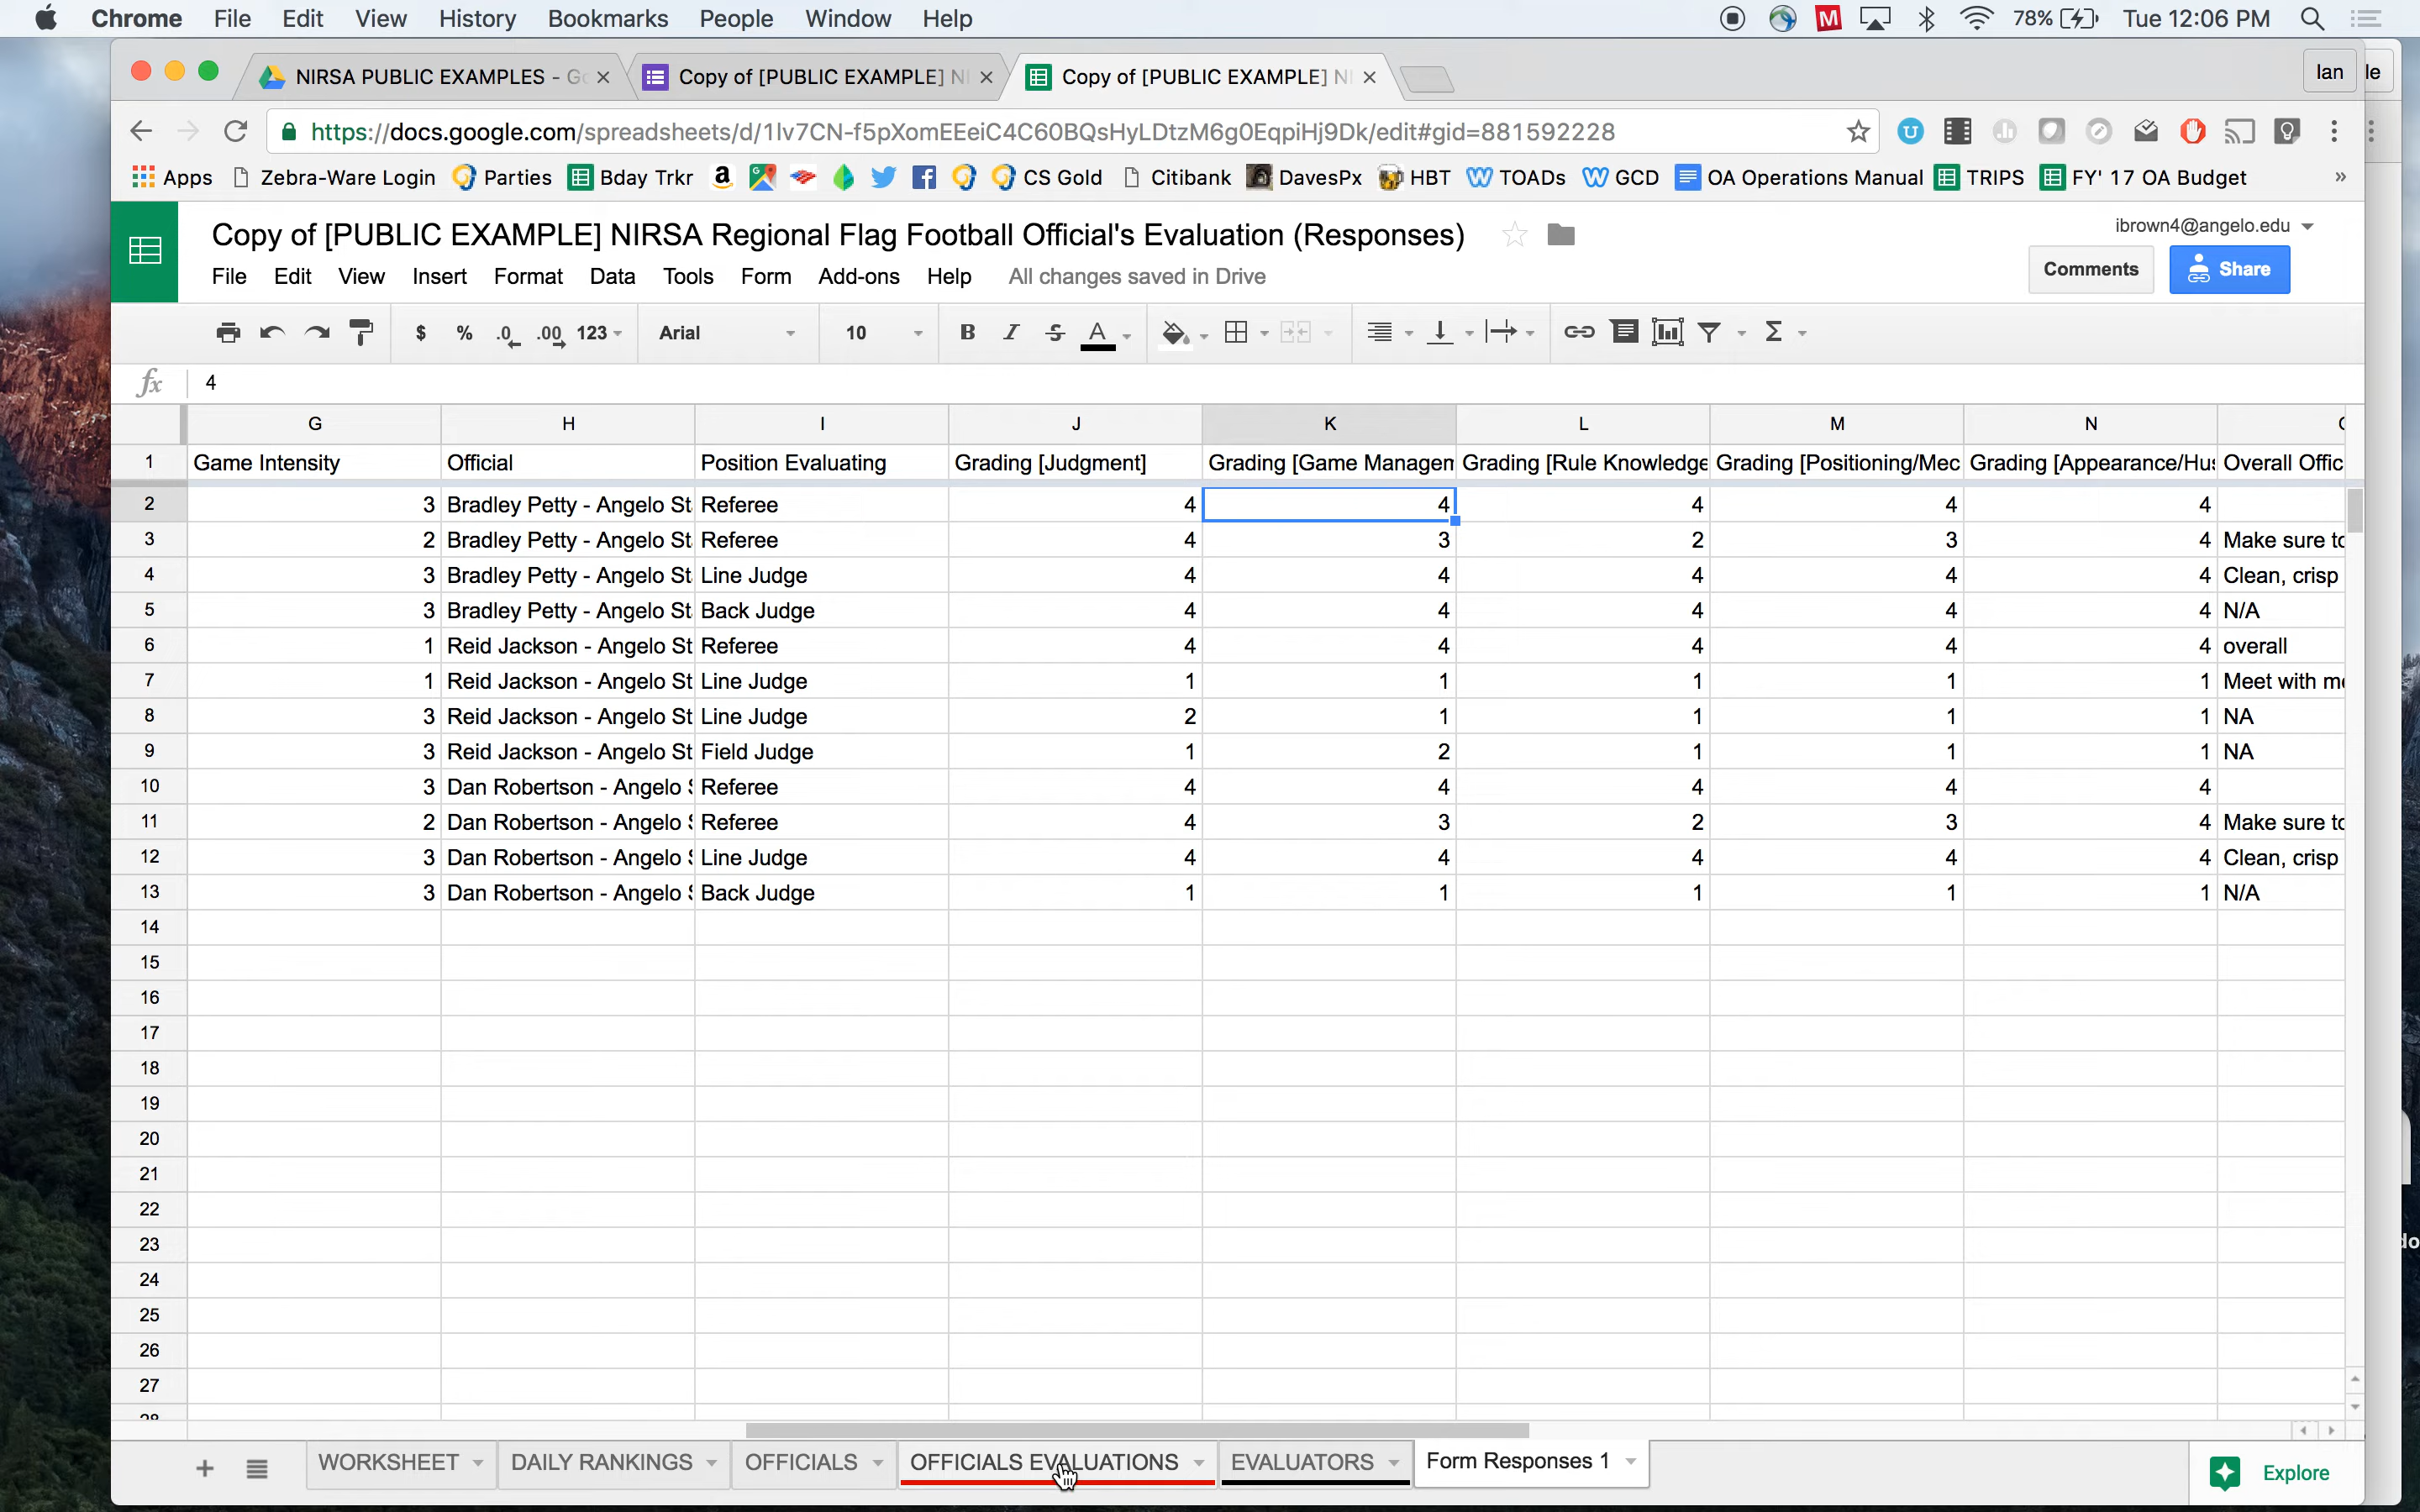 Chrome File Edit View History Bookmarks People Window Help 78% Tue 12:06 PM
NIRSA PUBLIC EXAMPLES - Go Copy of [PUBLIC EXAMPLE] NI Copy of [PUBLIC EXAMPLE] NI Ian le
https://docs.google.com/spreadsheets/d/1lv7CN-f5pXomEEeiC4C60BQsHyLDtzM6g0EqpiHj9Dk/edit#gid=881592228
Apps Zebra-Ware Login Parties Bday Trkr CS Gold Citibank DavesPx HBT TOADs GCD OA Operations Manual TRIPS FY' 17 OA Budget »
Copy of [PUBLIC EXAMPLE] NIRSA Regional Flag Football Official's Evaluation (Responses) ibrown4@angelo.edu
File Edit View Insert Format Data Tools Form Add-ons Help All changes saved in Drive Comments Share
$ % .0 .00 123 Arial 10 B I S A Σ
fx 4
G H I J K L M N
1 Game Intensity Official Position Evaluating Grading [Judgment] Grading [Game Managem Grading [Rule Knowledge Grading [Positioning/Mec Grading [Appearance/Hus Overall Offic
2 3 Bradley Petty - Angelo St Referee 4 4 4 4 4
3 2 Bradley Petty - Angelo St Referee 4 3 2 3 4 Make sure to
4 3 Bradley Petty - Angelo St Line Judge 4 4 4 4 4 Clean, crisp
5 3 Bradley Petty - Angelo St Back Judge 4 4 4 4 4 N/A
6 1 Reid Jackson - Angelo St Referee 4 4 4 4 4 overall
7 1 Reid Jackson - Angelo St Line Judge 1 1 1 1 1 Meet with me
8 3 Reid Jackson - Angelo St Line Judge 2 1 1 1 1 NA
9 3 Reid Jackson - Angelo St Field Judge 1 2 1 1 1 NA
10 3 Dan Robertson - Angelo S Referee 4 4 4 4 4
11 2 Dan Robertson - Angelo S Referee 4 3 2 3 4 Make sure to
12 3 Dan Robertson - Angelo S Line Judge 4 4 4 4 4 Clean, crisp
13 3 Dan Robertson - Angelo S Back Judge 1 1 1 1 1 N/A
14
15
16
17
18
19
20
21
22
23
24
25
26
27
28
WORKSHEET DAILY RANKINGS OFFICIALS OFFICIALS EVALUATIONS EVALUATORS Form Responses 1 Explore